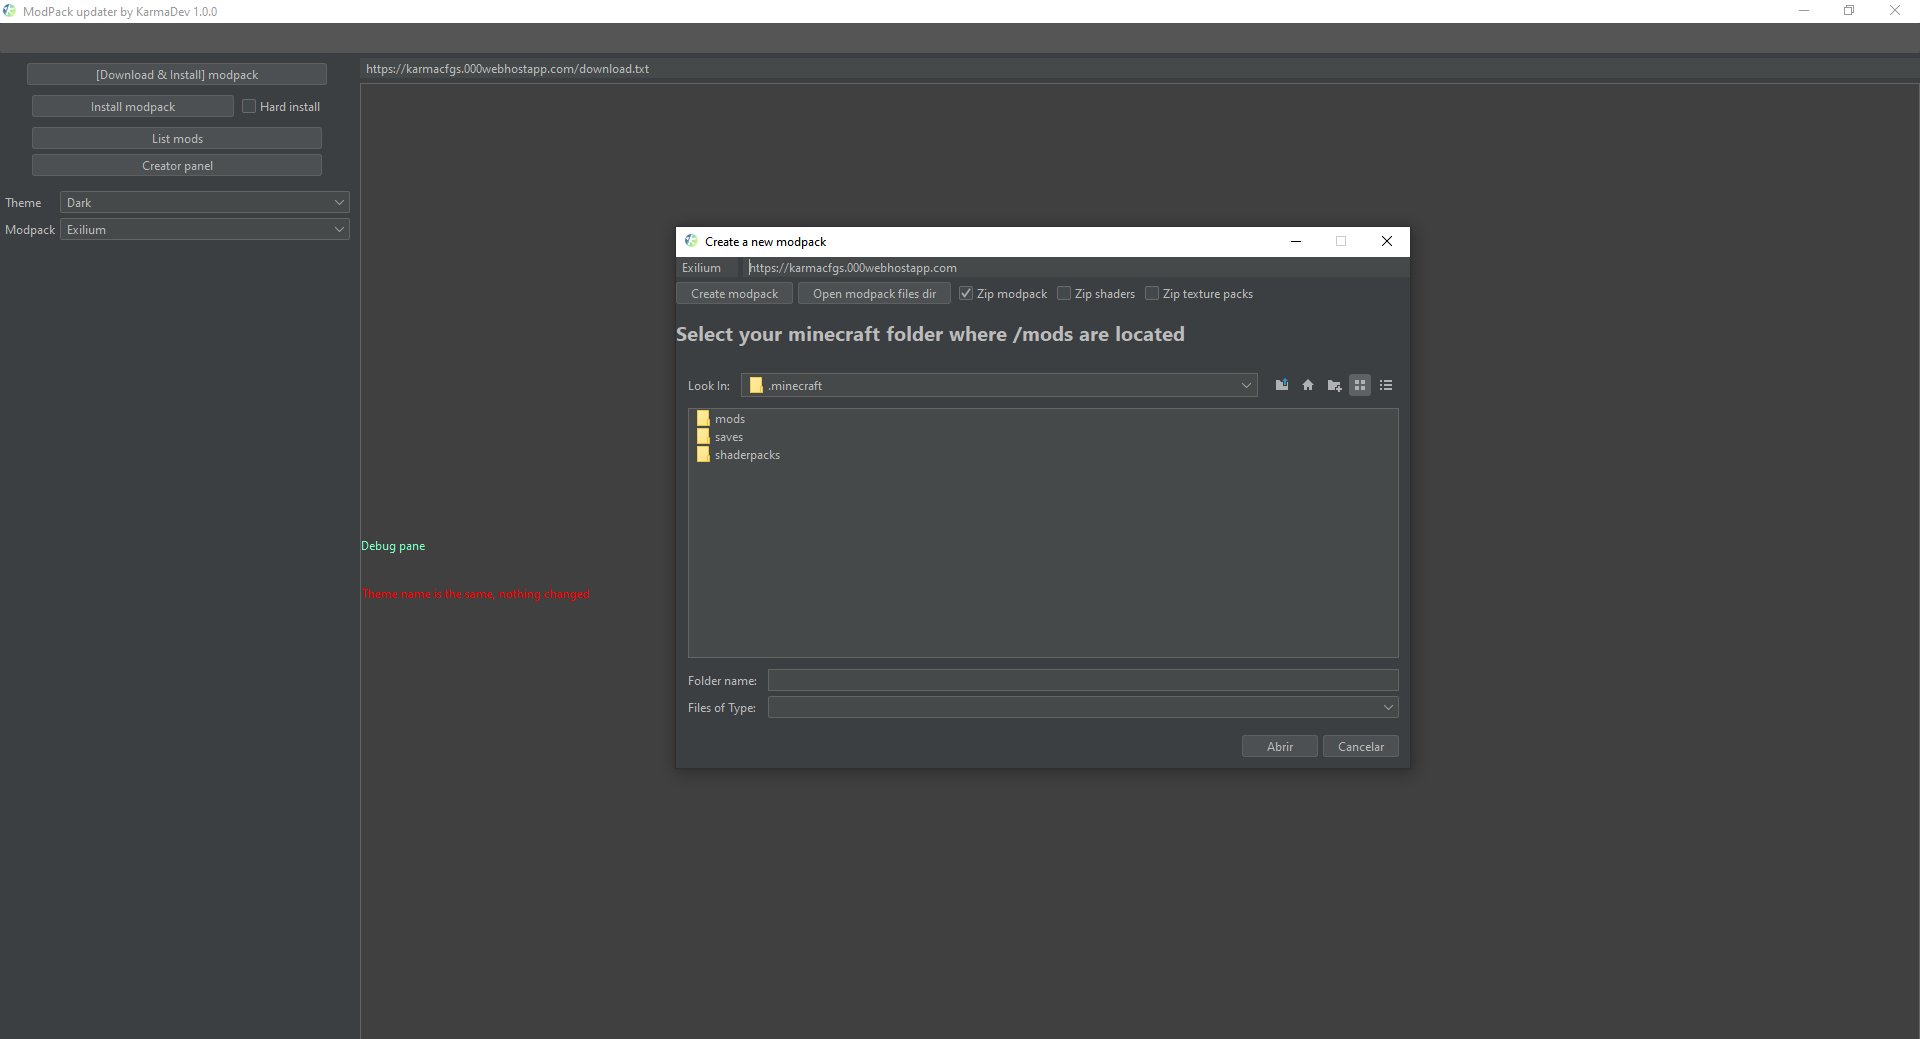 ModPack updater by KarmaDev 1.0.0
[Download & Install] modpack
https://karmacfgs.000webhostapp.com/download.txt
Install modpack
Hard install
List mods
Creator panel
Theme
Dark
Modpack
Exilium
Create a new modpack
Exilium
https://karmacfgs.000webhostapp.com
Create modpack
Open modpack files dir
Zip modpack
Zip shaders
Zip texture packs
Select your minecraft folder where /mods are located
Look In:
.minecraft
mods
saves
shaderpacks
Debug pane
Theme name is the same, nothing changed
Folder name:
Files of Type:
Abrir
Cancelar